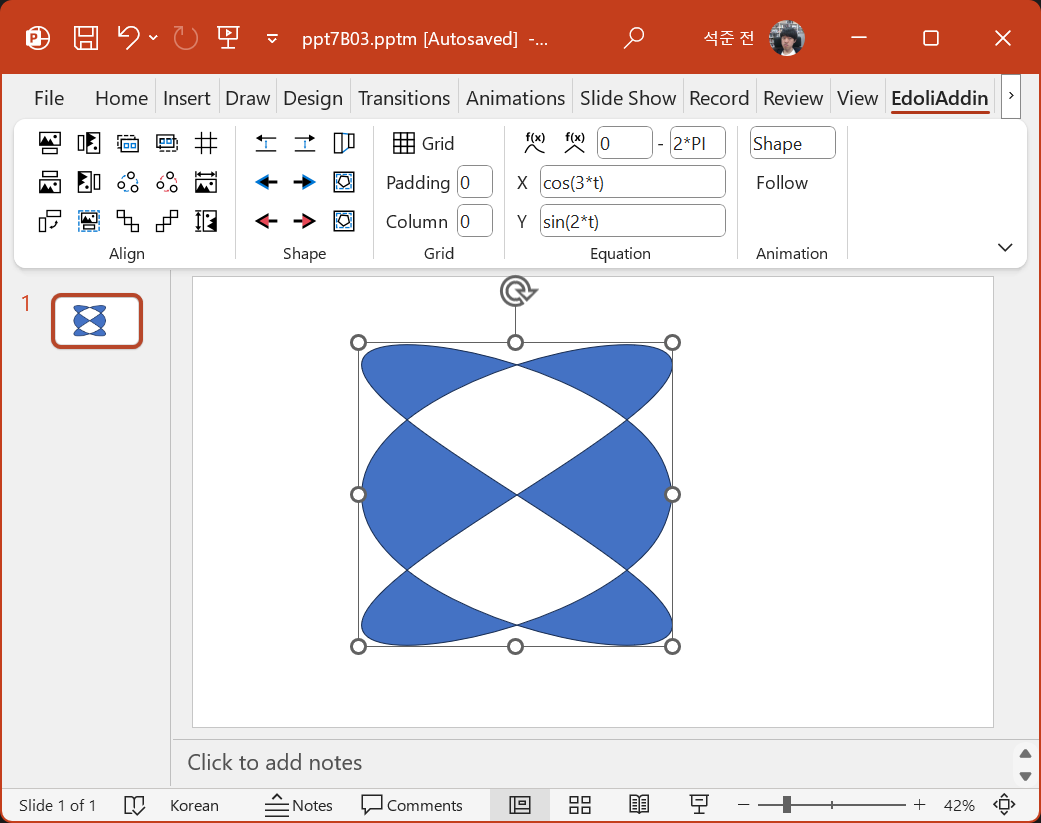 ppt7B03.pptm [Autosaved] -... 석준 전
File Home Insert Draw Design Transitions Animations Slide Show Record Review View EdoliAddin
Grid f(x) f(x) 0 - 2*PI Shape
Padding 0 X cos(3*t) Follow
Column 0 Y sin(2*t)
Align Shape Grid Equation Animation
1
Click to add notes
Slide 1 of 1 Korean Notes Comments 42%